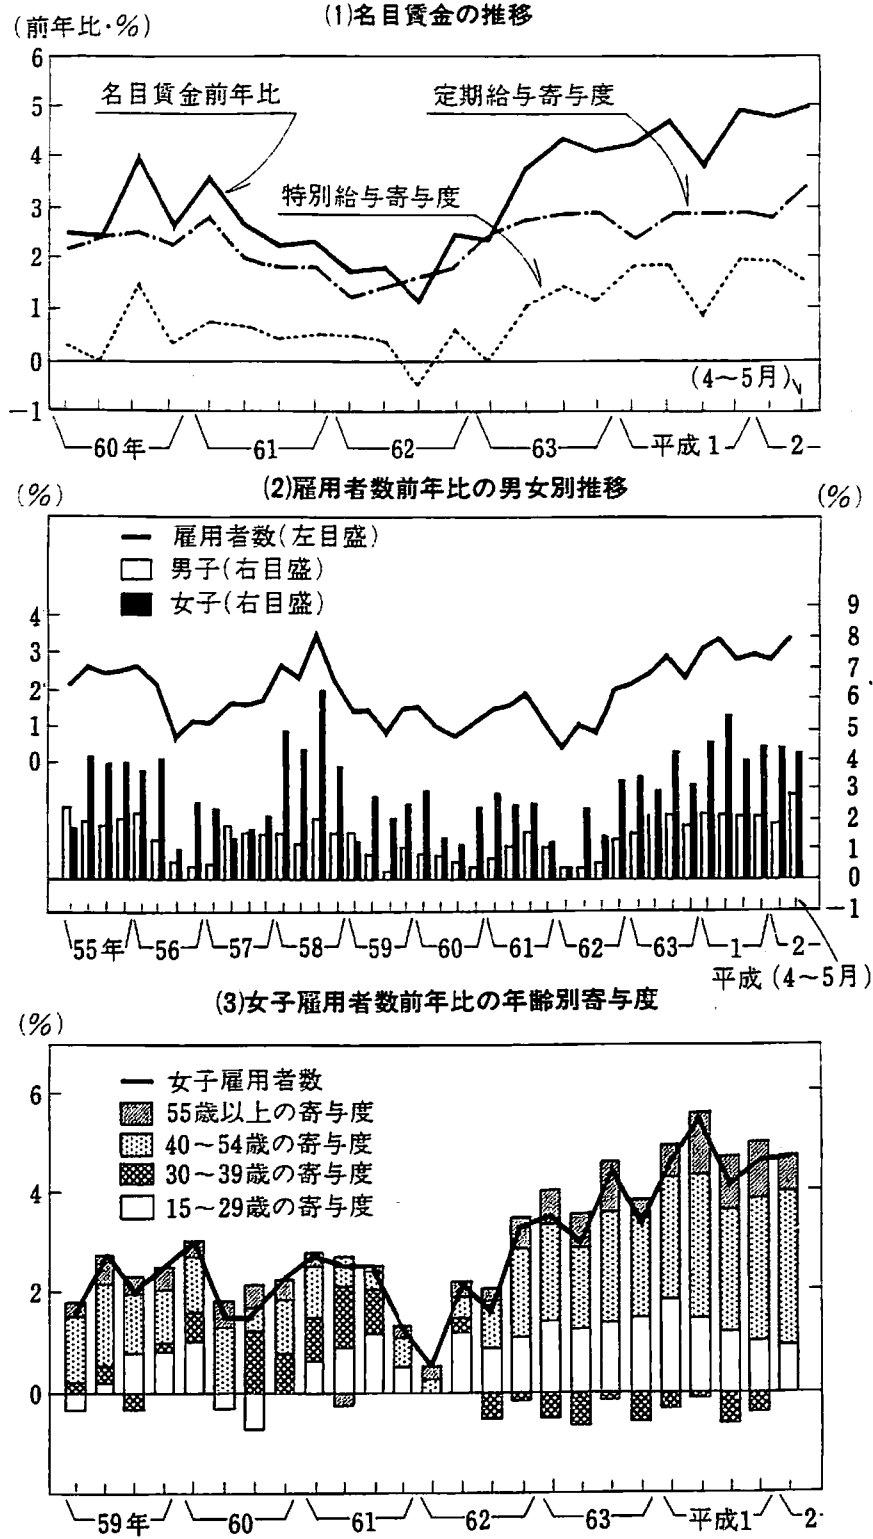 (1)名目賃金の推移
(前年比・%)
6
5
4
3
2
1
0
−1
名目賃金前年比
定期給与寄与度
特別給与寄与度
(4〜5月)
60年 61 62 63 平成1 2
(2)雇用者数前年比の男女別推移
(%) (%)
雇用者数(左目盛)
男子(右目盛)
女子(右目盛)
4
3
2
1
0
9
8
7
6
5
4
3
2
1
0
−1
55年 56 57 58 59 60 61 62 63 1 2
平成(4〜5月)
(3)女子雇用者数前年比の年齢別寄与度
(%)
女子雇用者数
55歳以上の寄与度
40〜54歳の寄与度
30〜39歳の寄与度
15〜29歳の寄与度
6
4
2
0
59年 60 61 62 63 平成1 2